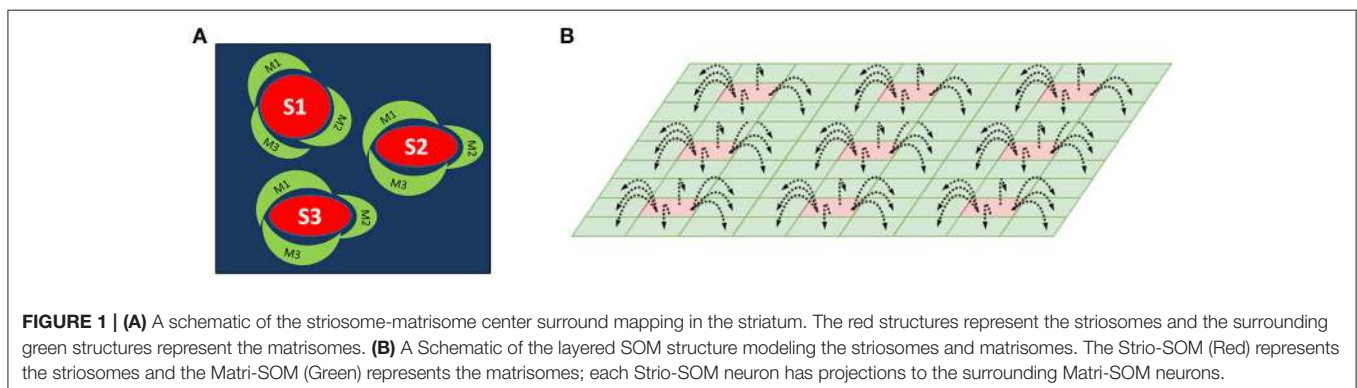 A
B
M1
S1
M2
M3
M1
S2
M2
M3
M1
S3
M2
M3
FIGURE 1 | (A) A schematic of the striosome-matrisome center surround mapping in the striatum. The red structures represent the striosomes and the surrounding
green structures represent the matrisomes. (B) A Schematic of the layered SOM structure modeling the striosomes and matrisomes. The Strio-SOM (Red) represents
the striosomes and the Matri-SOM (Green) represents the matrisomes; each Strio-SOM neuron has projections to the surrounding Matri-SOM neurons.